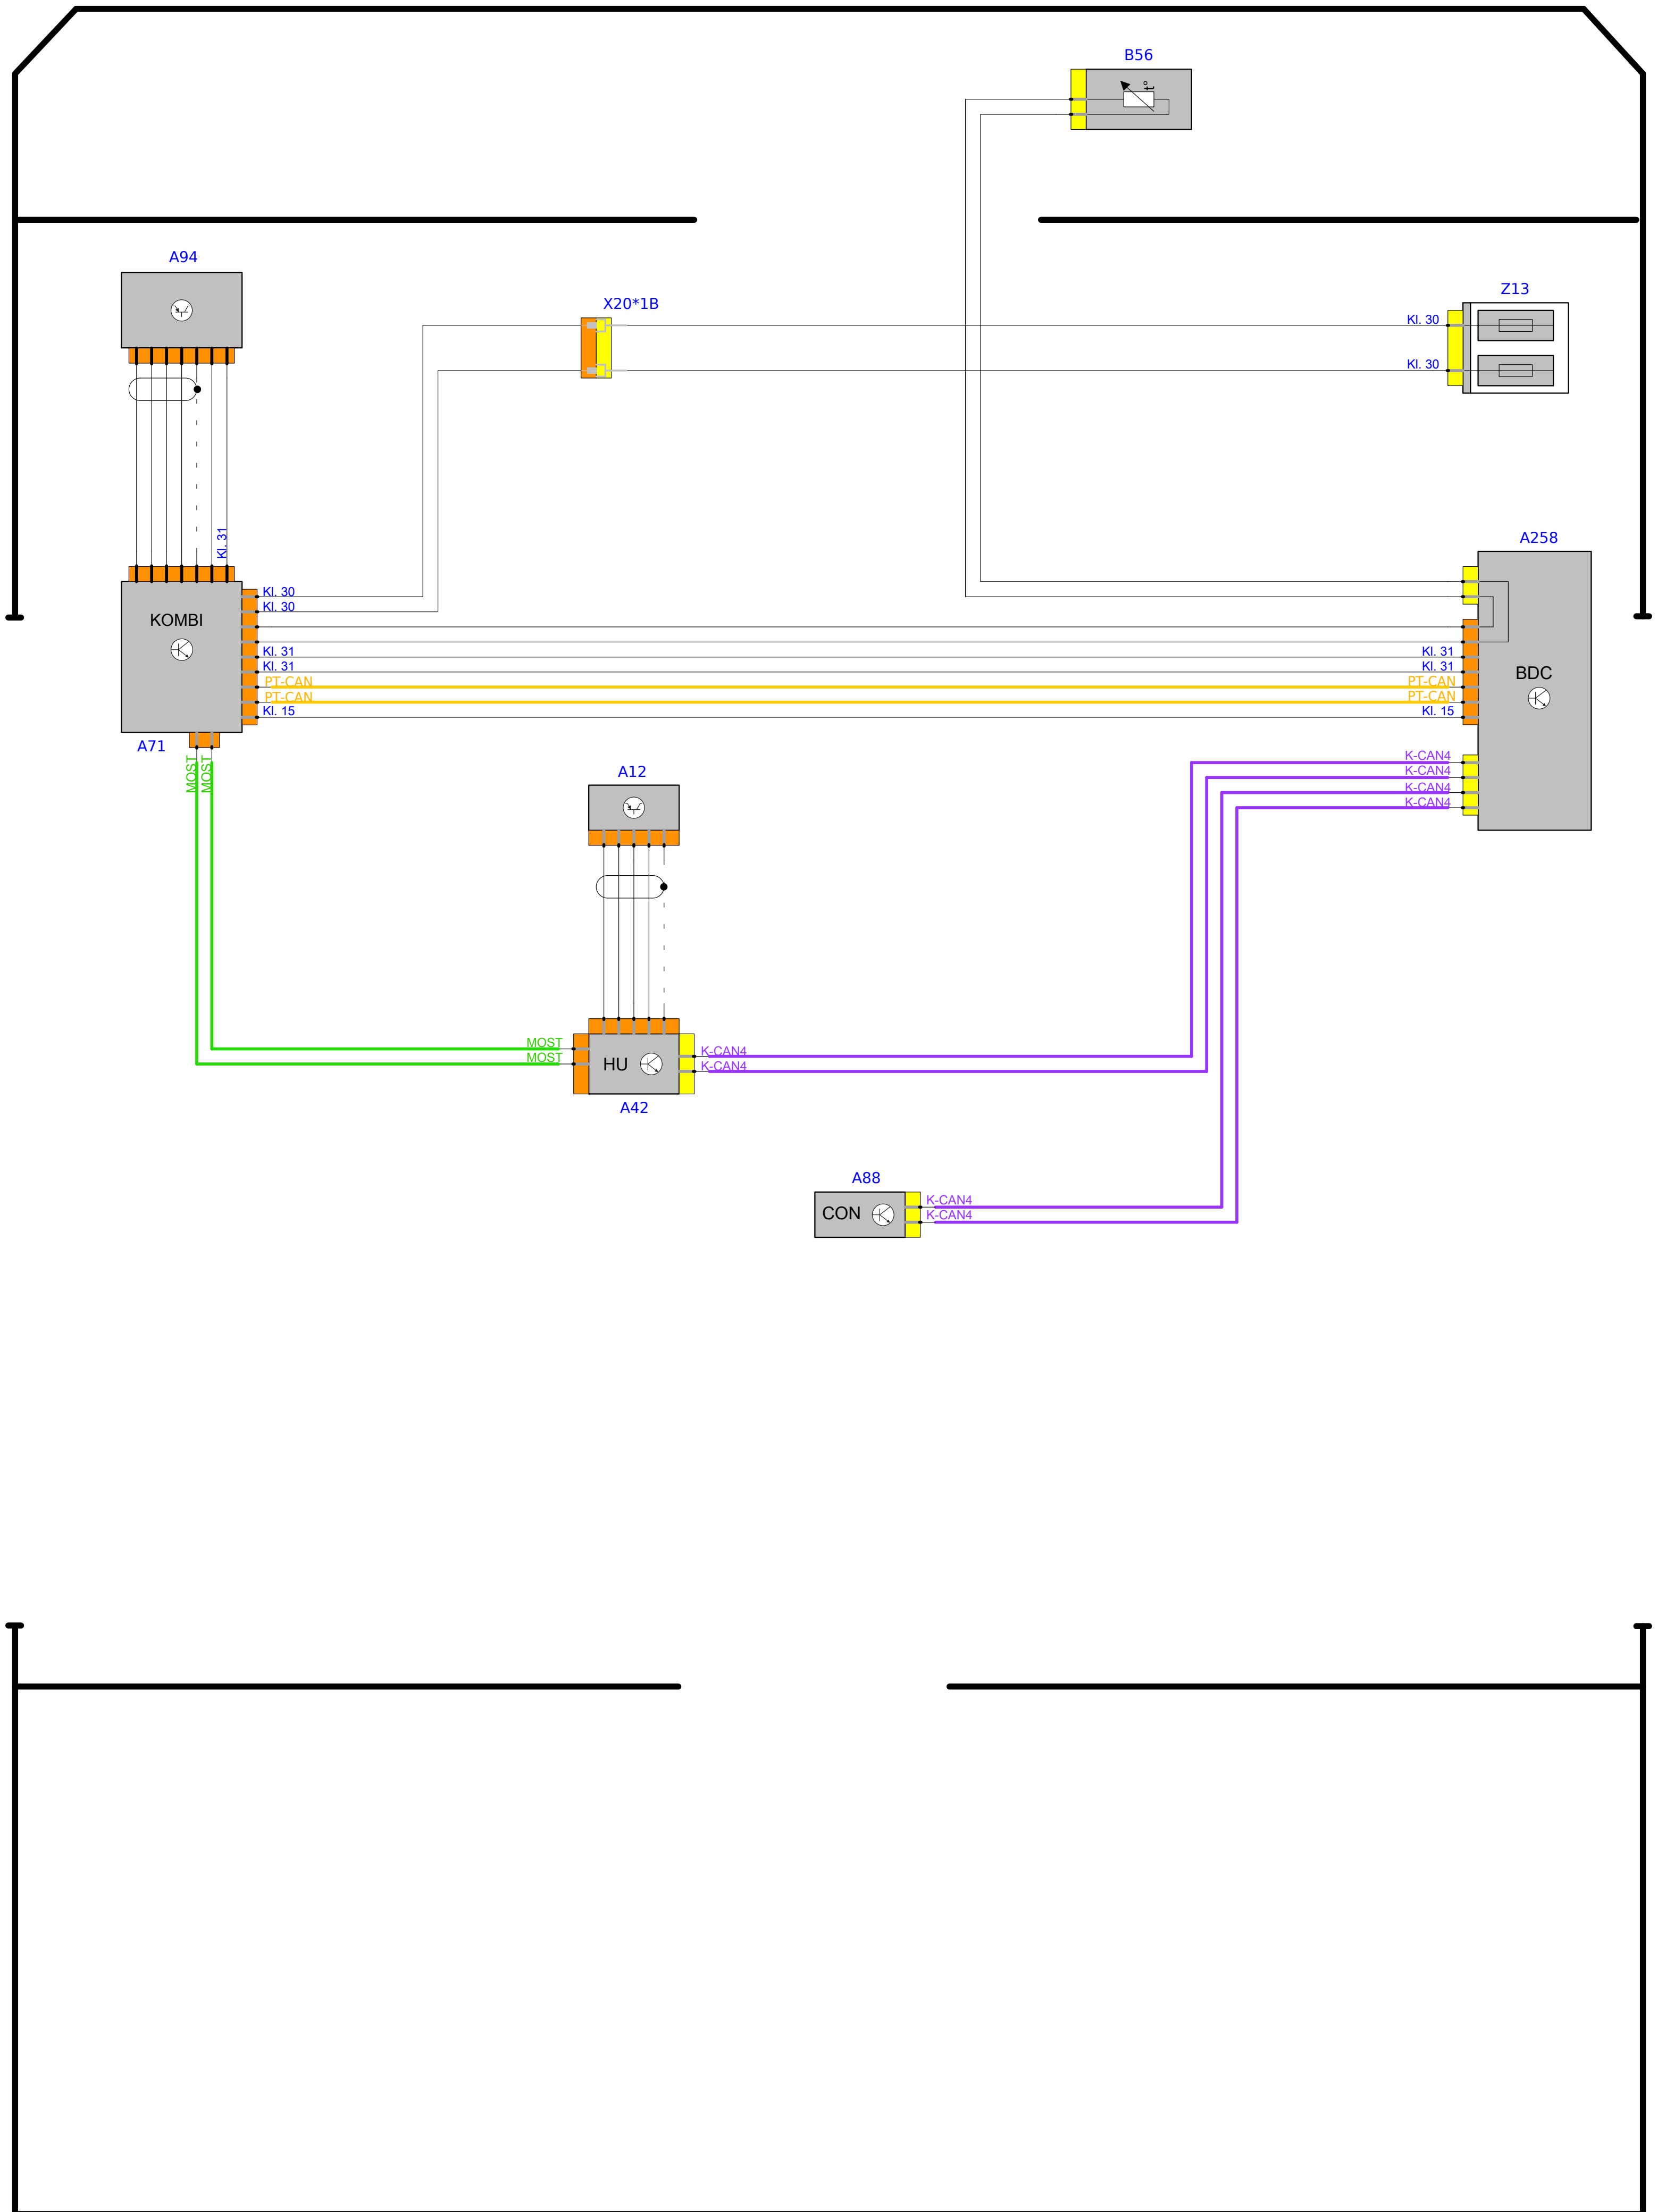 B56
t°
A94
X20*1B
Z13
Kl. 30
Kl. 30
A258
Kl. 31
KOMBI
Kl. 30
Kl. 30
Kl. 31
Kl. 31
PT-CAN
PT-CAN
Kl. 15
Kl. 31
Kl. 31
PT-CAN
PT-CAN
Kl. 15
BDC
A71
MOST
MOST
A12
K-CAN4
K-CAN4
K-CAN4
K-CAN4
MOST
MOST
HU
K-CAN4
K-CAN4
A42
A88
CON
K-CAN4
K-CAN4